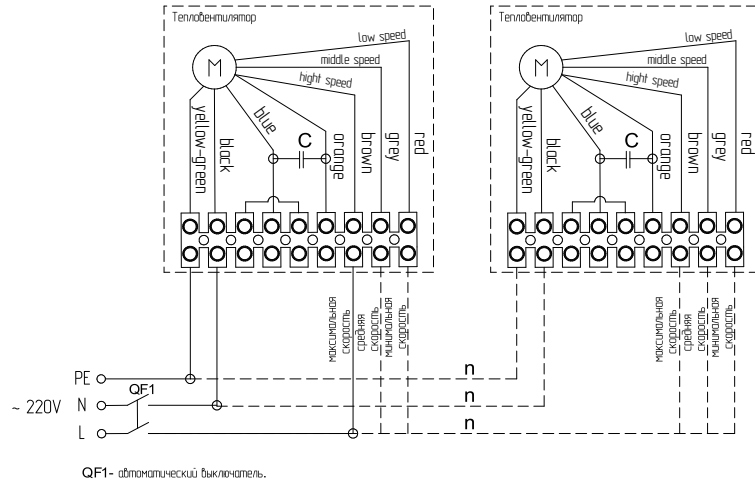 Тепловентилятор
M
low speed
middle speed
hight speed
yellow-green
black
blue
C
orange
brown
grey
red
максимальная
скорость
средняя
скорость
минимальная
скорость
Тепловентилятор
M
low speed
middle speed
hight speed
yellow-green
black
blue
C
orange
brown
grey
red
максимальная
скорость
средняя
скорость
минимальная
скорость
PE
n
~ 220V
N
QF1
n
L
n
QF1- автоматический выключатель.